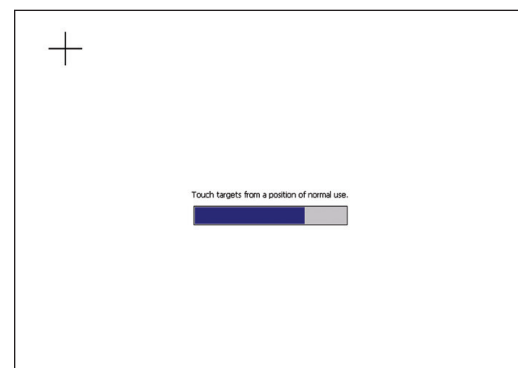 Touch targets from a position of normal use.